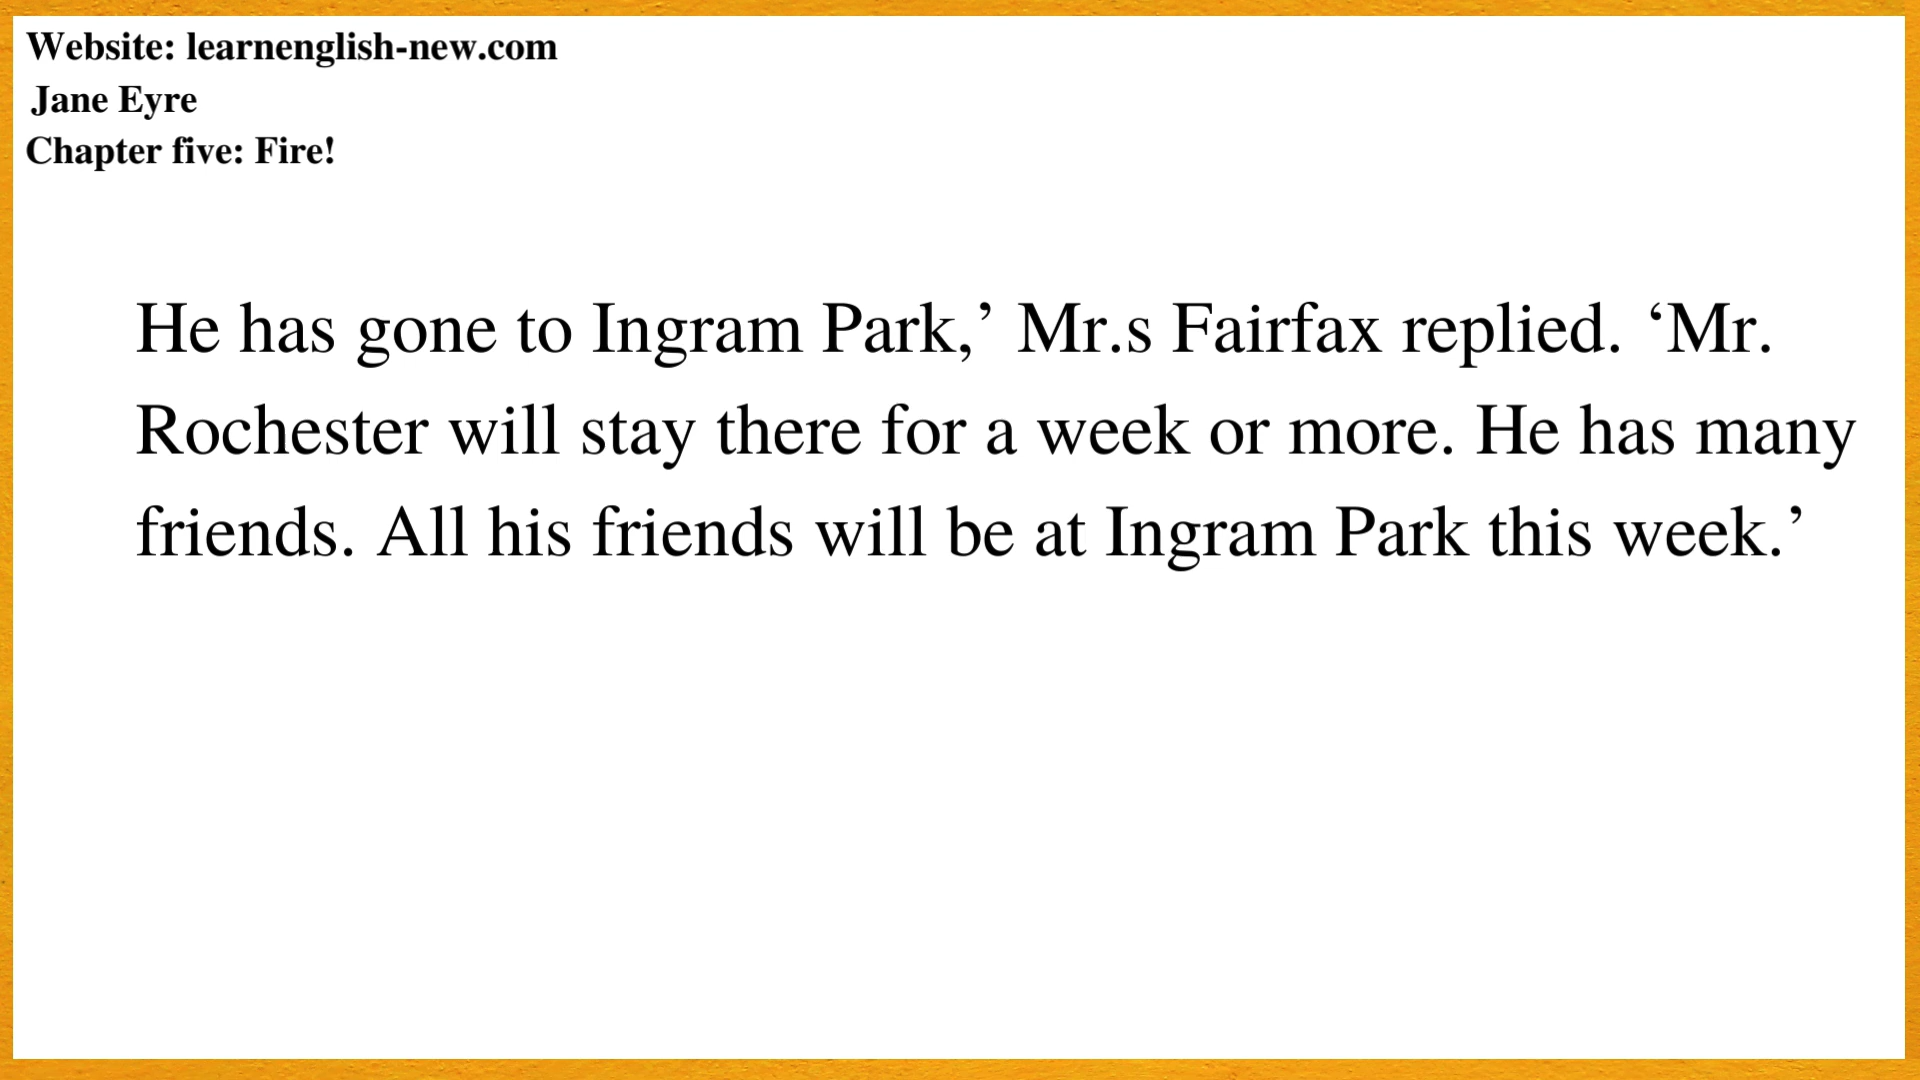 Website: learnenglish-new.com
Jane Eyre
Chapter five: Fire!
He has gone to Ingram Park,’ Mr.s Fairfax replied. ‘Mr.
Rochester will stay there for a week or more. He has many
friends. All his friends will be at Ingram Park this week.’